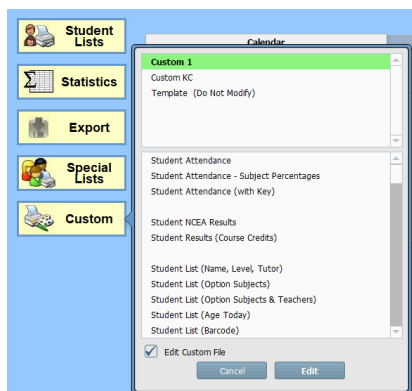 Student
Lists
Statistics
Export
Special
Lists
Custom
Calendar
Custom 1
Custom KC
Template (Do Not Modify)
Student Attendance
Student Attendance - Subject Percentages
Student Attendance (with Key)
Student NCEA Results
Student Results (Course Credits)
Student List (Name, Level, Tutor)
Student List (Option Subjects)
Student List (Option Subjects & Teachers)
Student List (Age Today)
Student List (Barcode)
Edit Custom File
Cancel
Edit